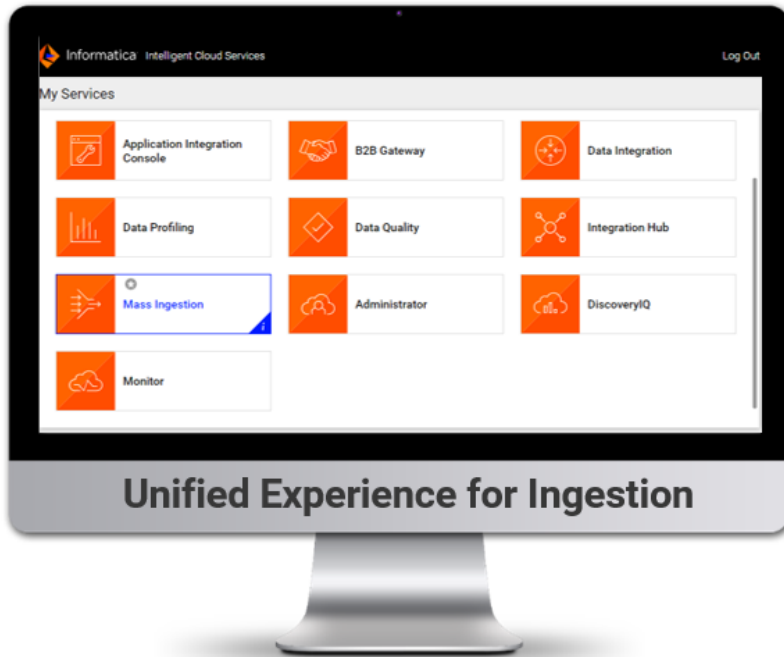 Informatica Intelligent Cloud Services
Log Out
My Services
Application Integration
Console
B2B Gateway
Data Integration
Data Profiling
Data Quality
Integration Hub
Mass Ingestion
i
Administrator
DiscoveryIQ
Monitor
Unified Experience for Ingestion